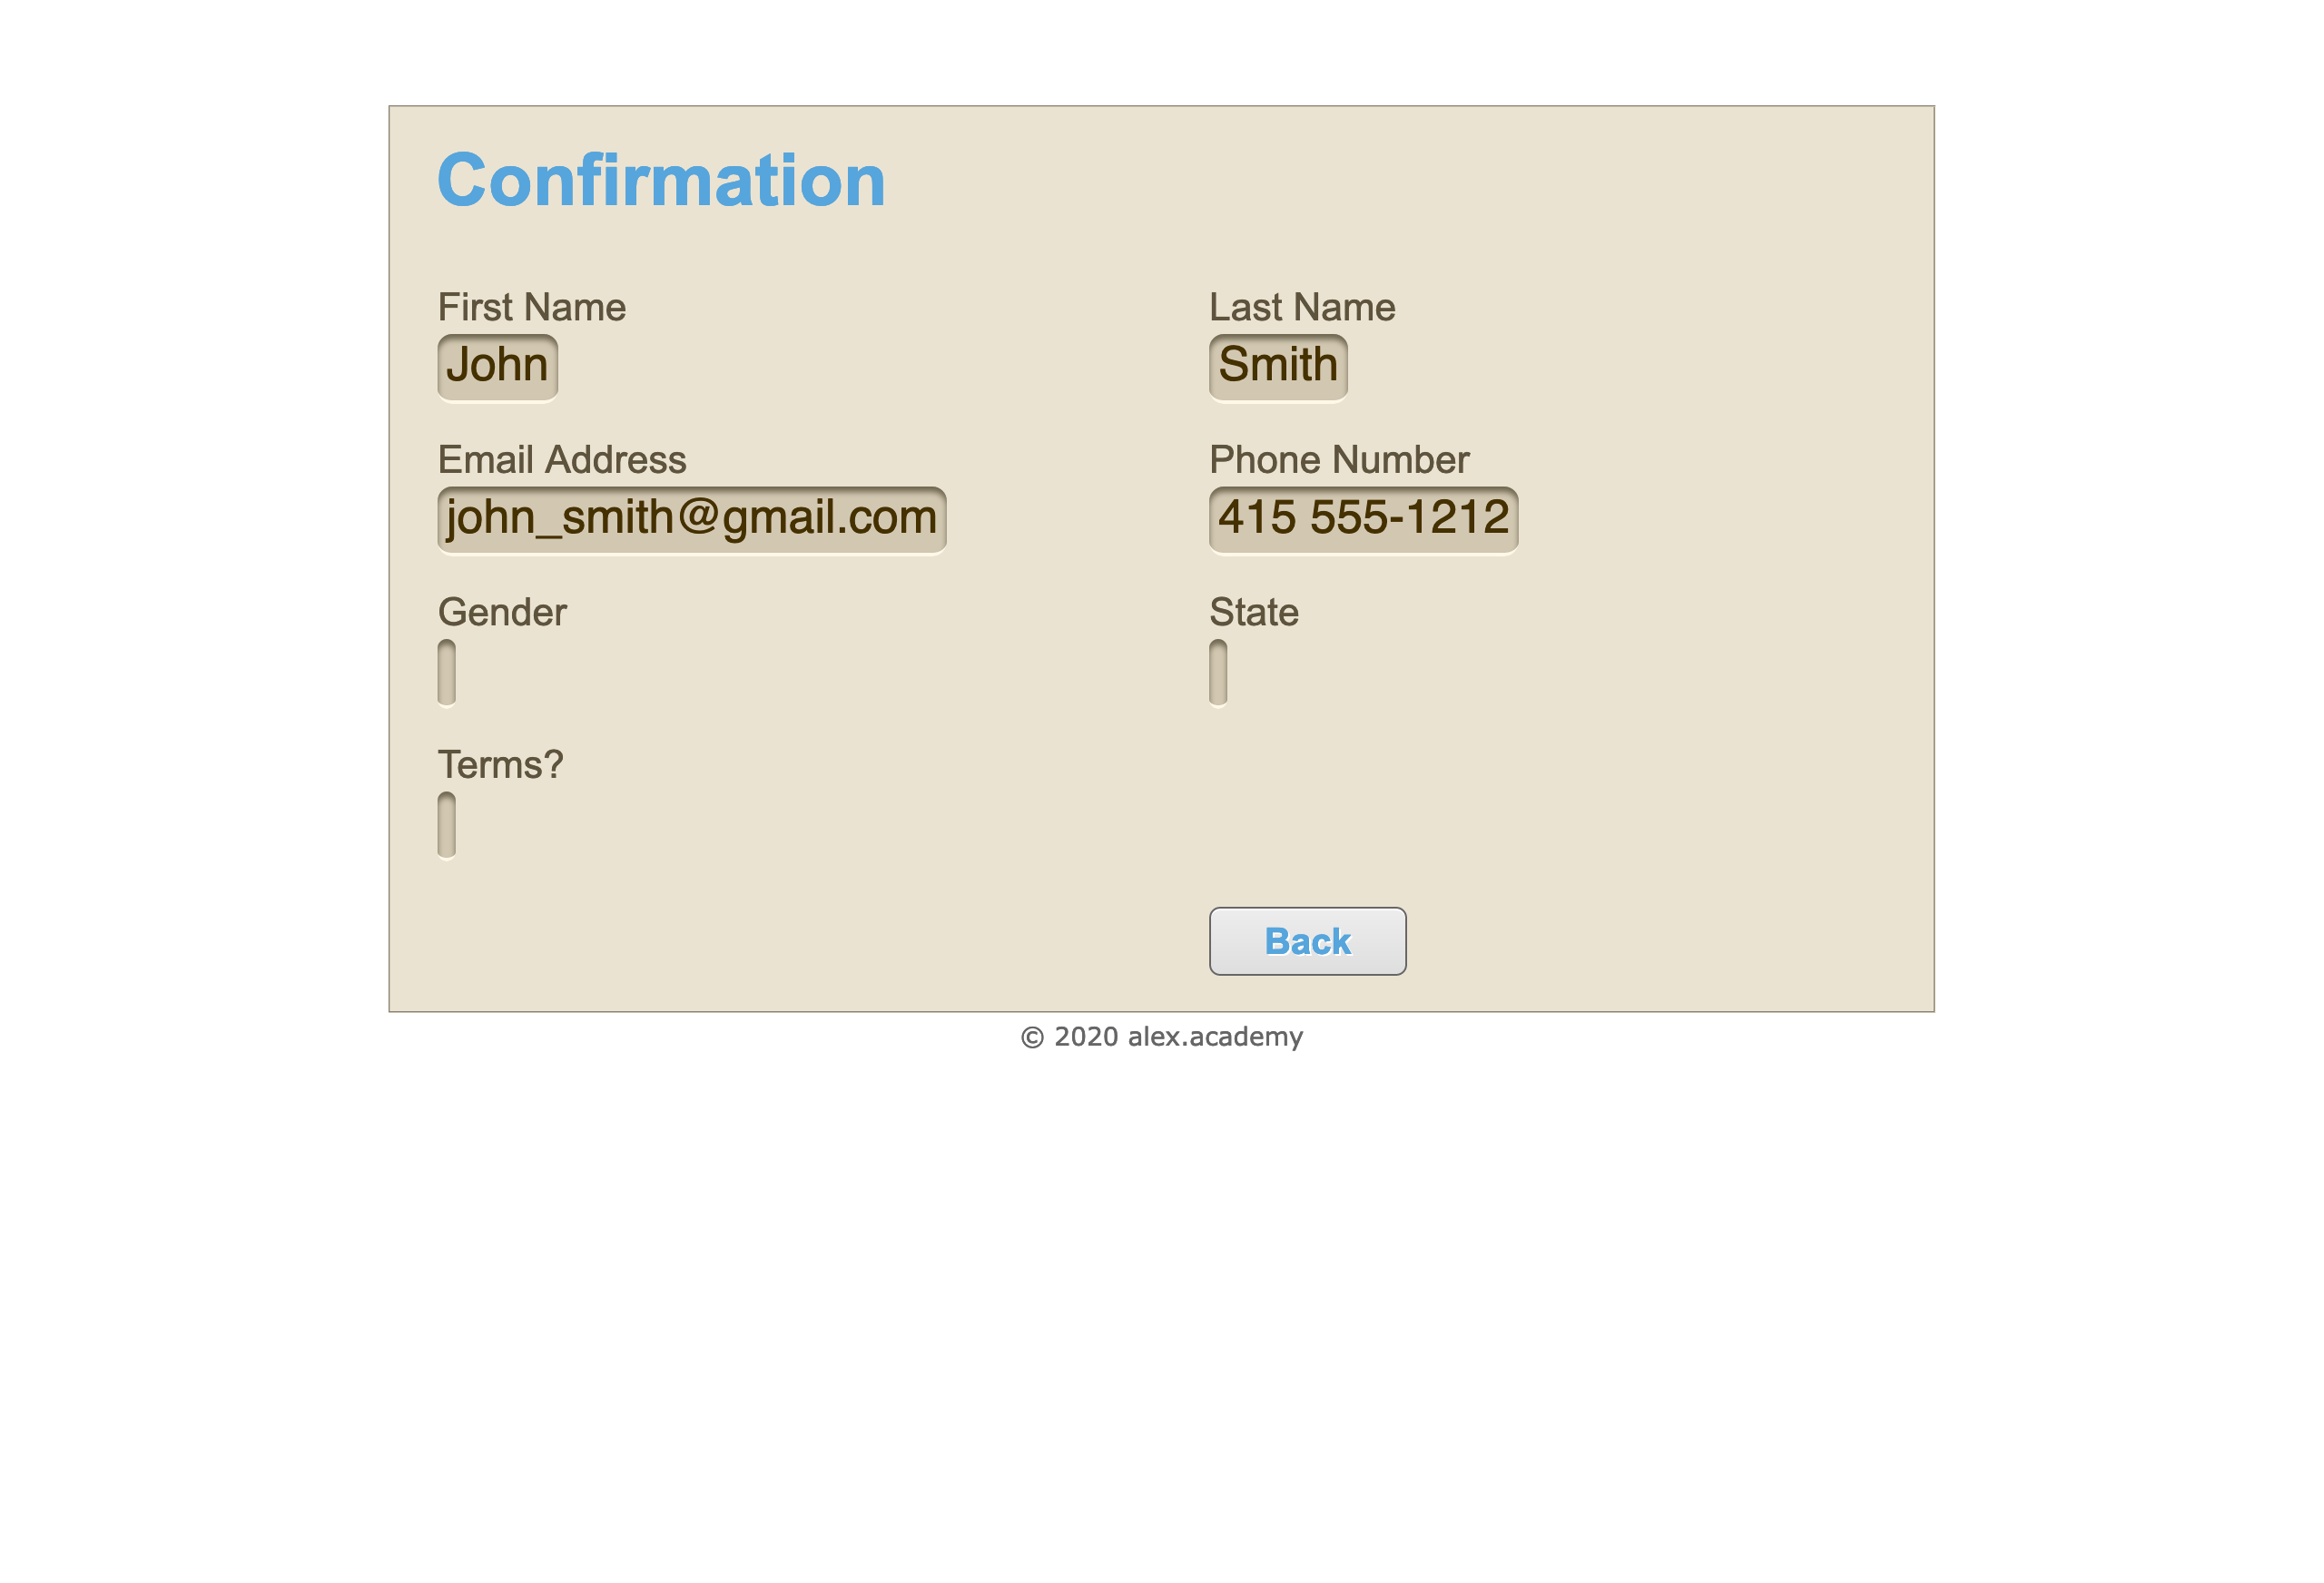 Confirmation
First Name
John
Last Name
Smith
Email Address
john_smith@gmail.com
Phone Number
415 555-1212
Gender
State
Terms?
Back
© 2020 alex.academy